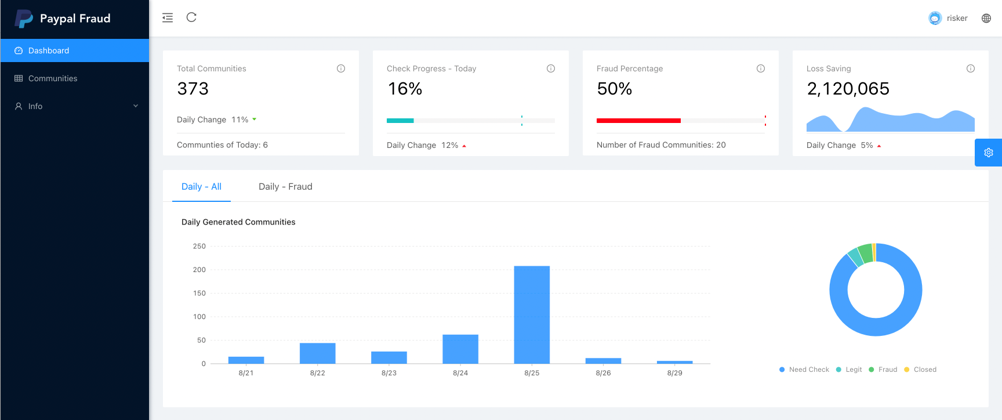 Paypal Fraud
risker
Dashboard
Communities
Info
Total Communities
373
Daily Change 11%
Communties of Today: 6
Check Progress - Today
16%
Daily Change 12%
Fraud Percentage
50%
Number of Fraud Communities: 20
Loss Saving
2,120,065
Daily Change 5%
Daily - All
Daily - Fraud
Daily Generated Communities
250
200
150
100
50
0
8/21 8/22 8/23 8/24 8/25 8/26 8/29
Need Check Legit Fraud Closed